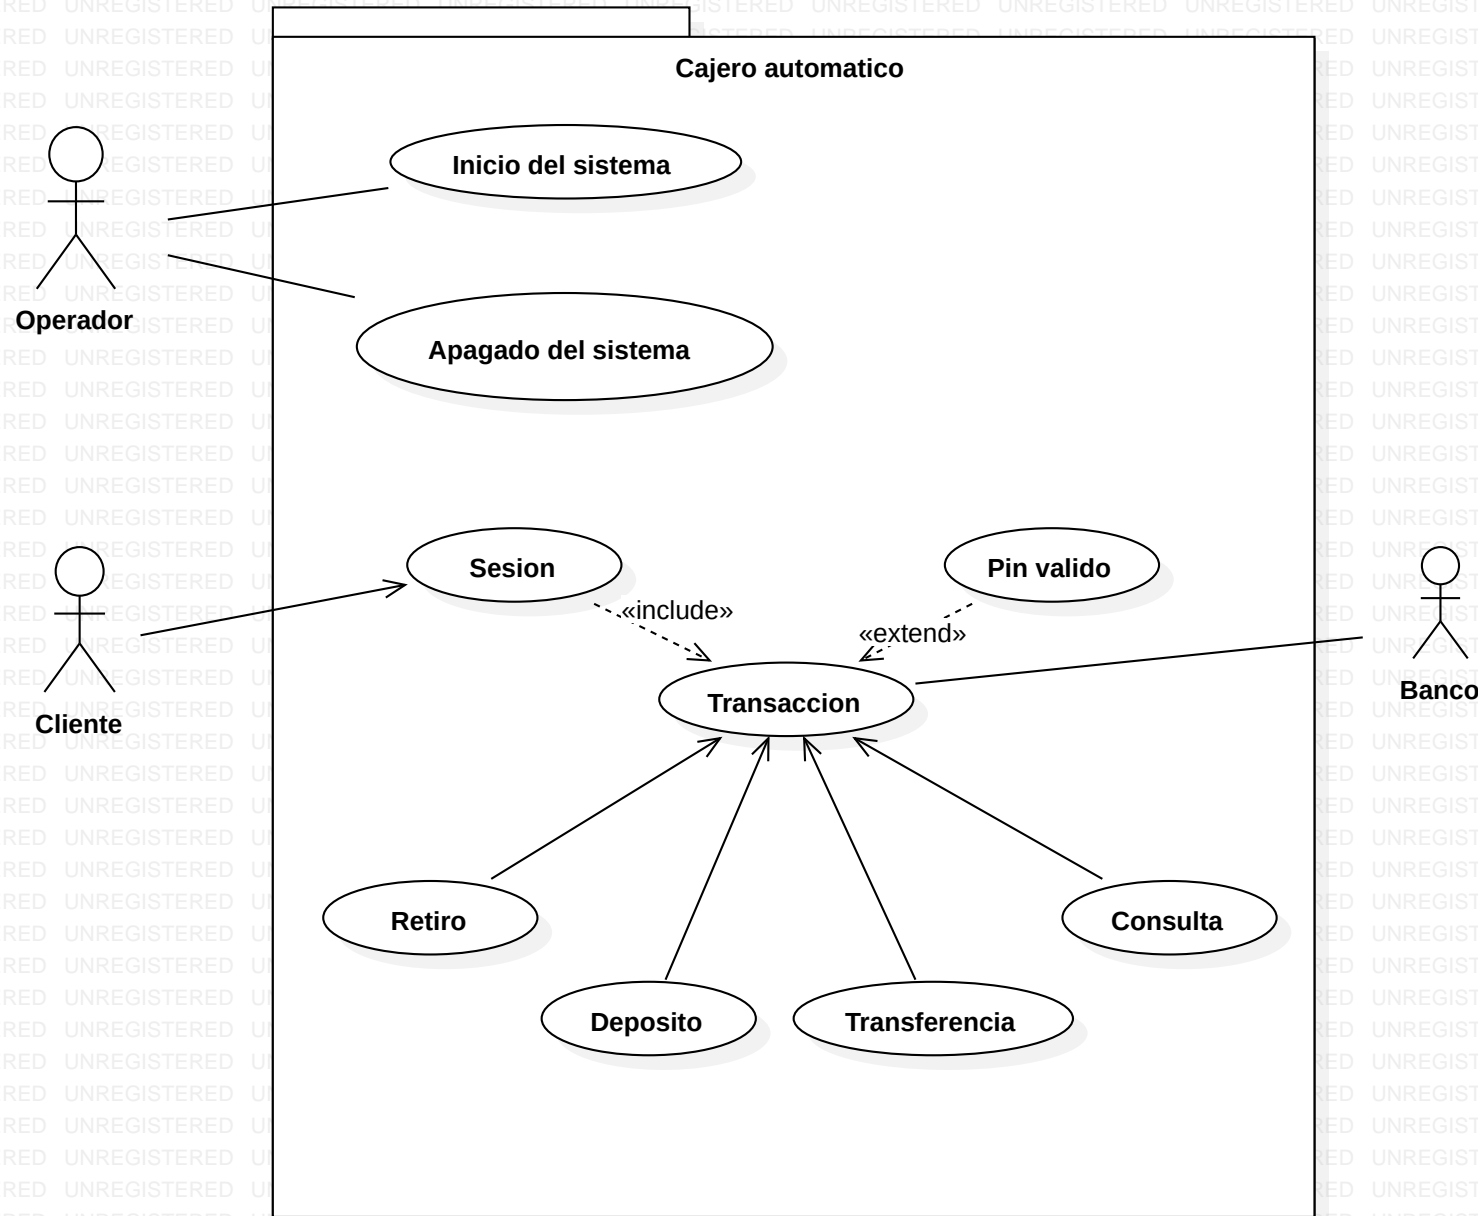 Cajero automatico
Inicio del sistema
Operador
Apagado del sistema
Sesion
Pin valido
«include»
«extend»
Cliente
Transaccion
Banco
Retiro
Consulta
Deposito
Transferencia
UNREGISTERED